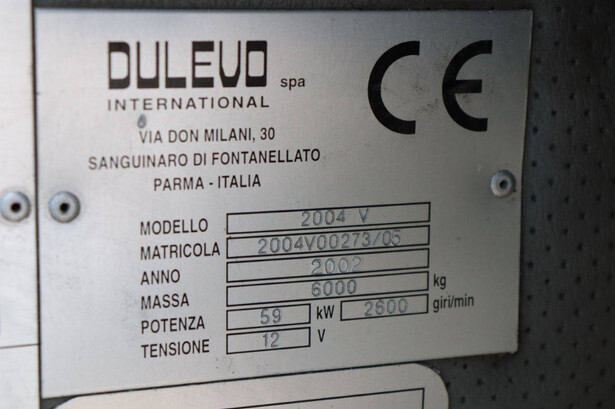 DULEVO spa
INTERNATIONAL
CE
VIA DON MILANI, 30
SANGUINARO DI FONTANELLATO
PARMA - ITALIA
MODELLO 2004 V
MATRICOLA 2004V00273/05
ANNO 2002
MASSA 6000 kg
POTENZA 59 kW 2600 giri/min
TENSIONE 12 V